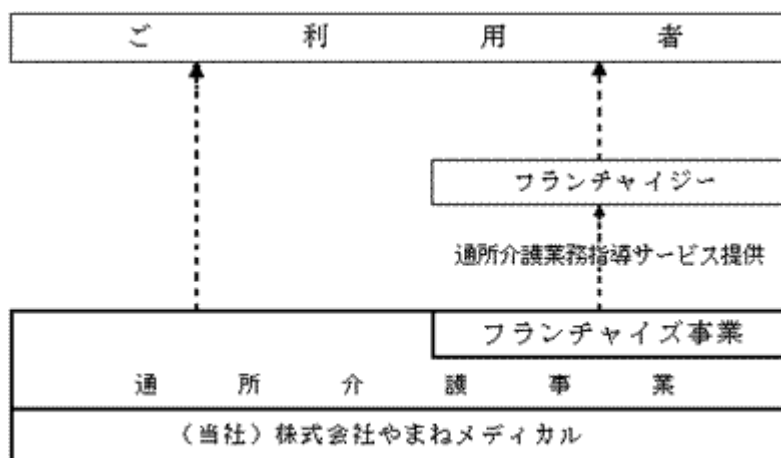 ご利用者
フランチャイジー
通所介護業務指導サービス提供
フランチャイズ事業
通所介護事業
(当社)株式会社やまねメディカル